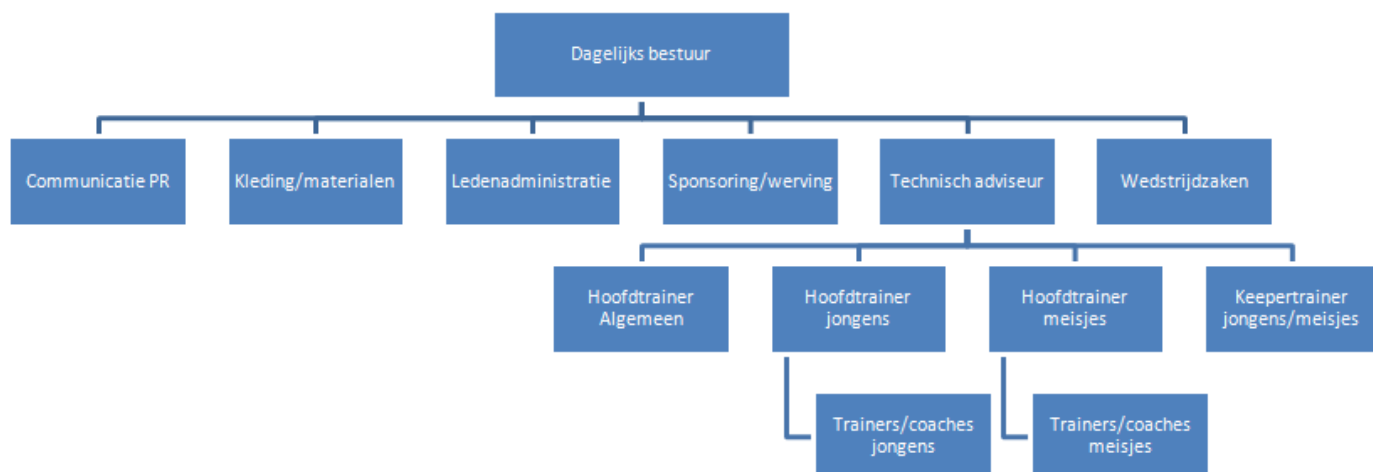 Dagelijks bestuur
Communicatie PR
Kleding/materialen
Ledenadministratie
Sponsoring/werving
Technisch adviseur
Wedstrijdzaken
Hoofdtrainer
Algemeen
Hoofdtrainer
jongens
Hoofdtrainer
meisjes
Keepertrainer
jongens/meisjes
Trainers/coaches
jongens
Trainers/coaches
meisjes